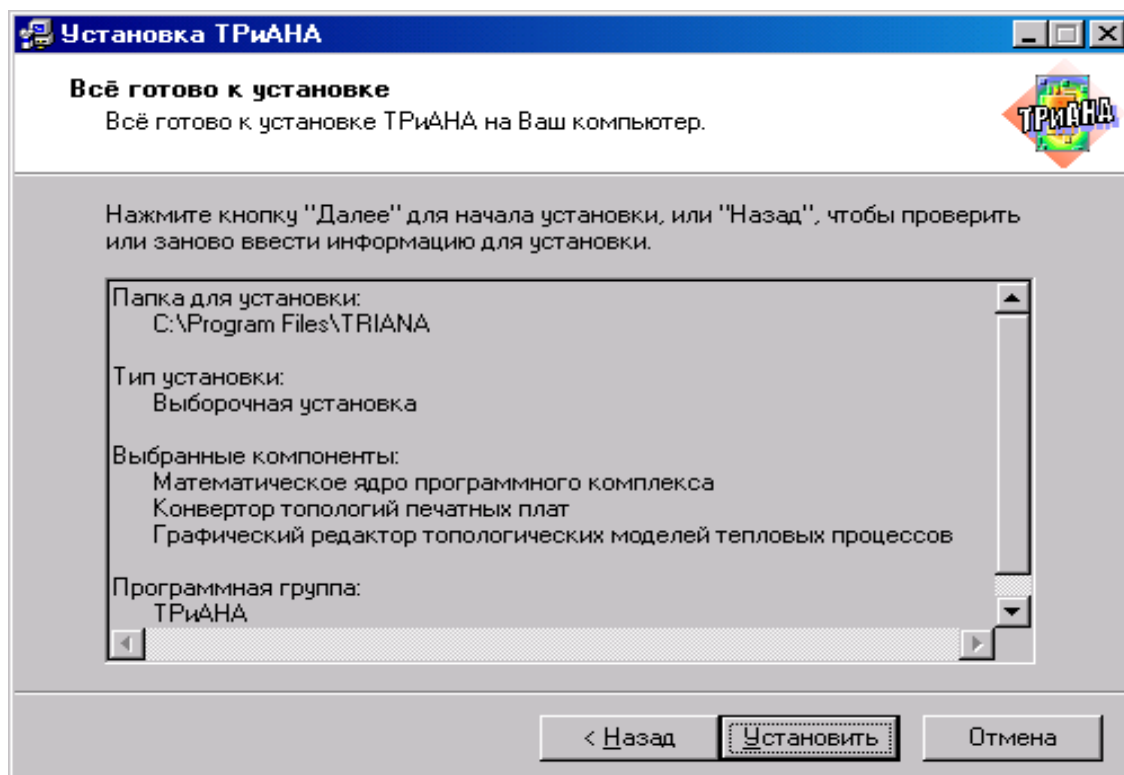 Установка ТРиАНА
Всё готово к установке
Всё готово к установке ТРиАНА на Ваш компьютер.
ТРиАНА
Нажмите кнопку "Далее" для начала установки, или "Назад", чтобы проверить
или заново ввести информацию для установки.
Папка для установки:
C:\Program Files\TRIANA
Тип установки:
Выборочная установка
Выбранные компоненты:
Математическое ядро программного комплекса
Конвертор топологий печатных плат
Графический редактор топологических моделей тепловых процессов
Программная группа:
ТРиАНА
< Назад
Установить
Отмена